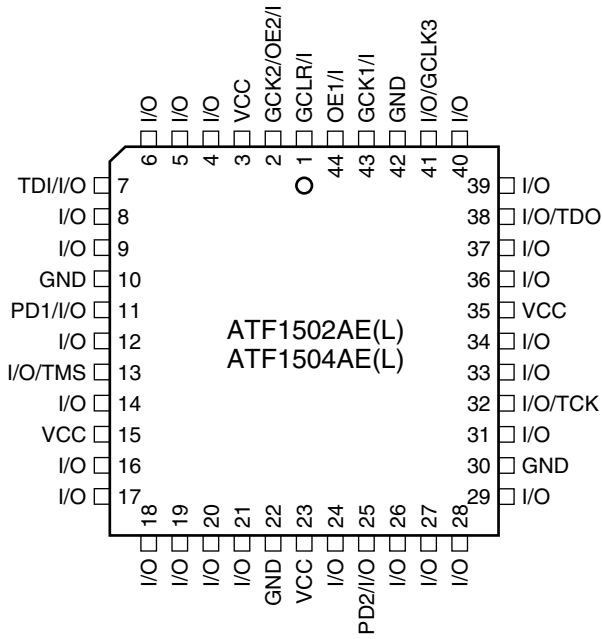 I/O
I/O
I/O
VCC
GCK2/OE2/I
GCLR/I
OE1/I
GCK1/I
GND
I/O/GCLK3
I/O
6
5
4
3
2
1
44
43
42
41
40
TDI/I/O 7
I/O 8
I/O 9
GND 10
PD1/I/O 11
I/O 12
I/O/TMS 13
I/O 14
VCC 15
I/O 16
I/O 17
ATF1502AE(L)
ATF1504AE(L)
39 I/O
38 I/O/TDO
37 I/O
36 I/O
35 VCC
34 I/O
33 I/O
32 I/O/TCK
31 I/O
30 GND
29 I/O
18
19
20
21
22
23
24
25
26
27
28
I/O
I/O
I/O
I/O
GND
VCC
I/O
PD2/I/O
I/O
I/O
I/O